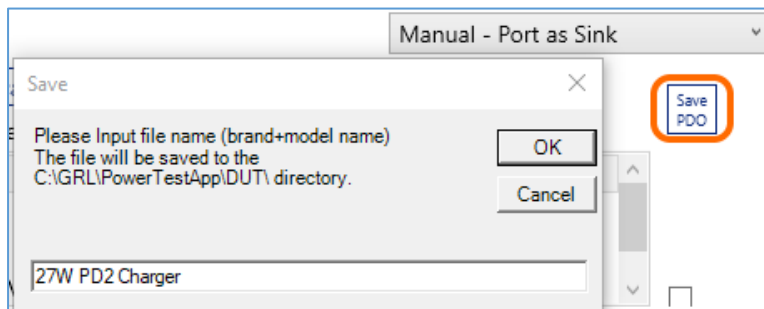 Manual - Port as Sink
Save
Save
PDO
Please Input file name (brand+model name)
The file will be saved to the
C:\GRL\PowerTestApp\DUT\ directory.
OK
Cancel
27W PD2 Charger